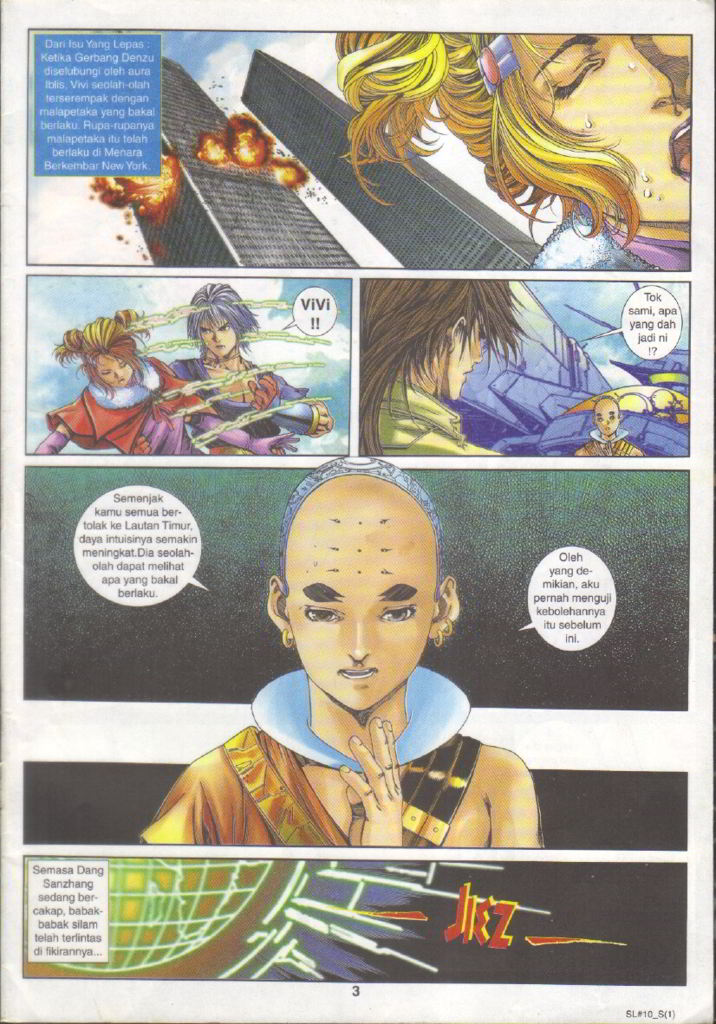 Dari Isu Yang Lepas :
Ketika Gerbang Denzu
diselubungi oleh aura
Iblis, Vivi seolah-olah
terserempak dengan
malapetaka yang bakal
berlaku. Rupa-rupanya
malapetaka itu telah
berlaku di Menara
Berkembar New York.
ViVi
!!
Tok
sami, apa
yang dah
jadi ni
!?
Semenjak
kamu semua ber-
tolak ke Lautan Timur,
daya intuisinya semakin
meningkat.Dia seolah-
olah dapat melihat
apa yang bakal
berlaku.
Oleh
yang de-
mikian, aku
pernah menguji
kebolehannya
itu sebelum
ini.
Semasa Dang
Sanzhang
sedang ber-
cakap, babak-
babak silam
telah terlintas
di fikirannya...
JIEZ
3
SL#10_S(1)